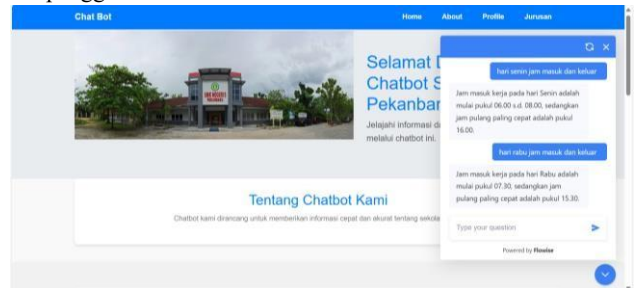 Chat Bot
Home About Profile Jurusan
Selamat
Chatbot S
Pekanbar
Jelajahi informasi
melalui chatbot ini.
hari senin jam masuk dan keluar
Jam masuk kerja pada hari Senin adalah
mulai pukul 06.00 s.d. 08.00, sedangkan
jam pulang paling cepat adalah pukul
16.00.
hari rabu jam masuk dan keluar
Jam masuk kerja pada hari Rabu adalah
mulai pukul 07.30, sedangkan jam
pulang paling cepat adalah pukul 15.30.
Type your question
Powered by Flowise
Tentang Chatbot Kami
Chatbot kami dirancang untuk memberikan informasi cepat dan akurat tentang sekola